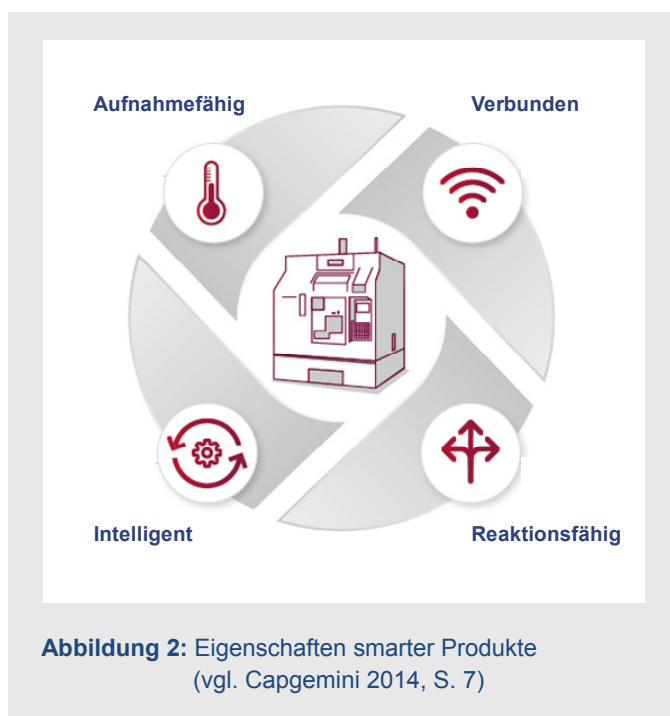 Aufnahmefähig
Verbunden
Intelligent
Reaktionsfähig
Abbildung 2: Eigenschaften smarter Produkte
(vgl. Capgemini 2014, S. 7)